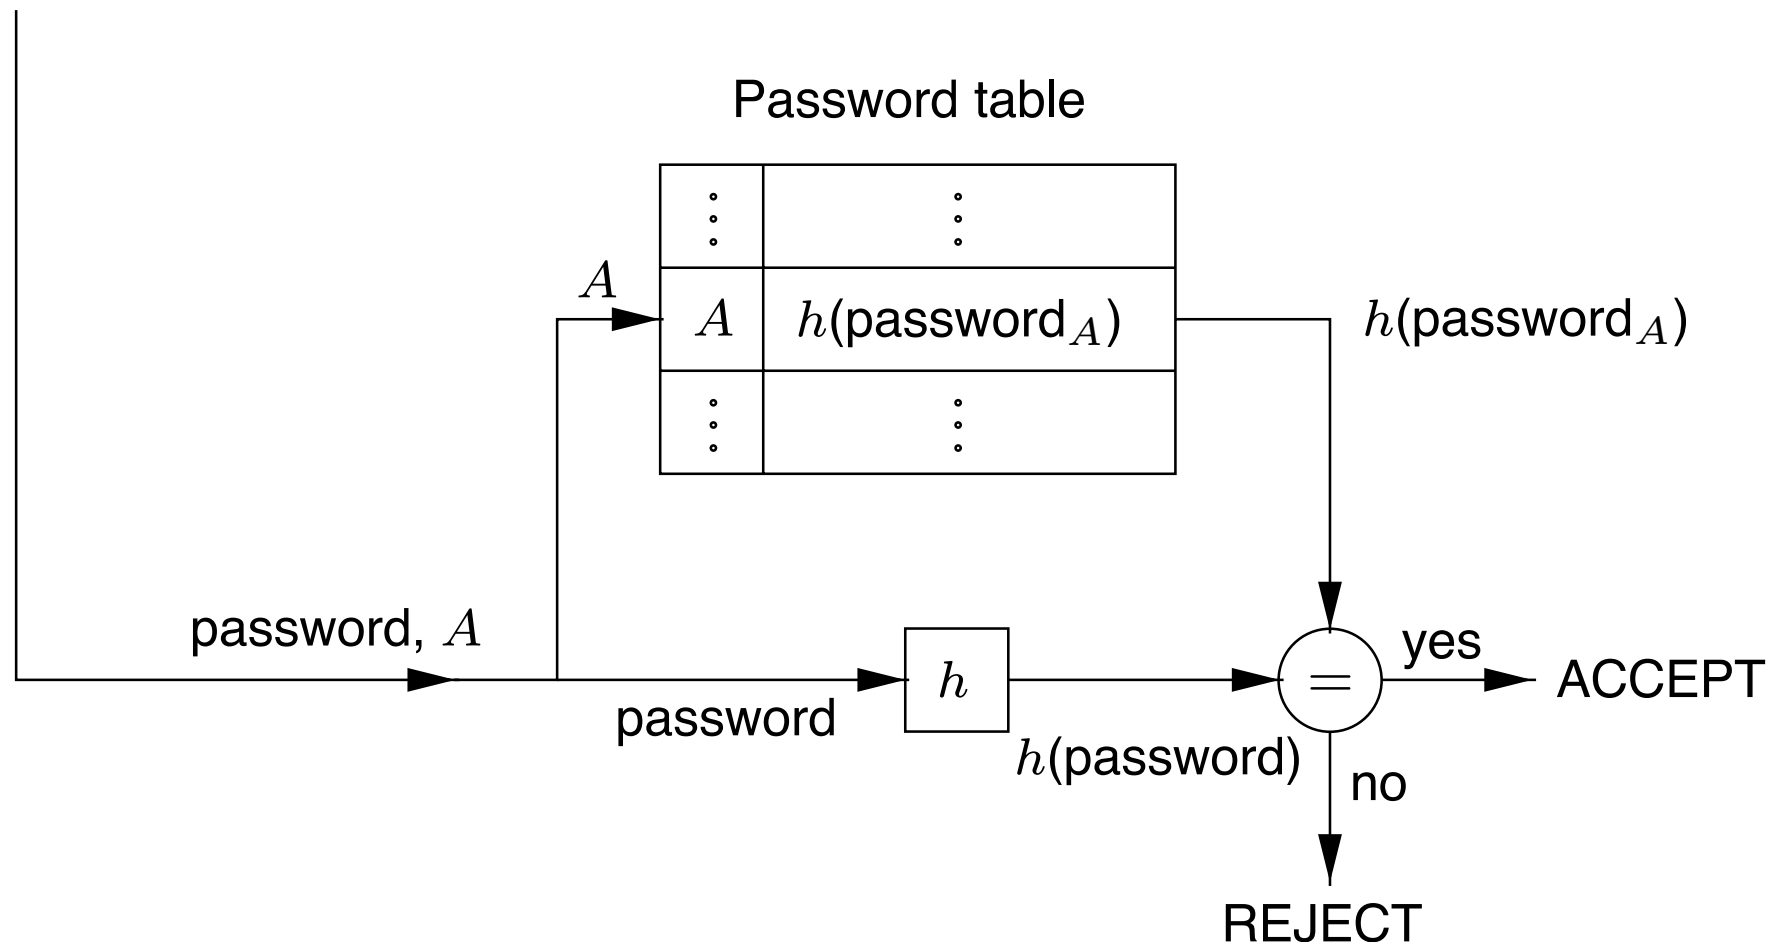 Password table
A
A
h(password_A)
h(password_A)
password, A
password
h
h(password)
=
yes
ACCEPT
no
REJECT